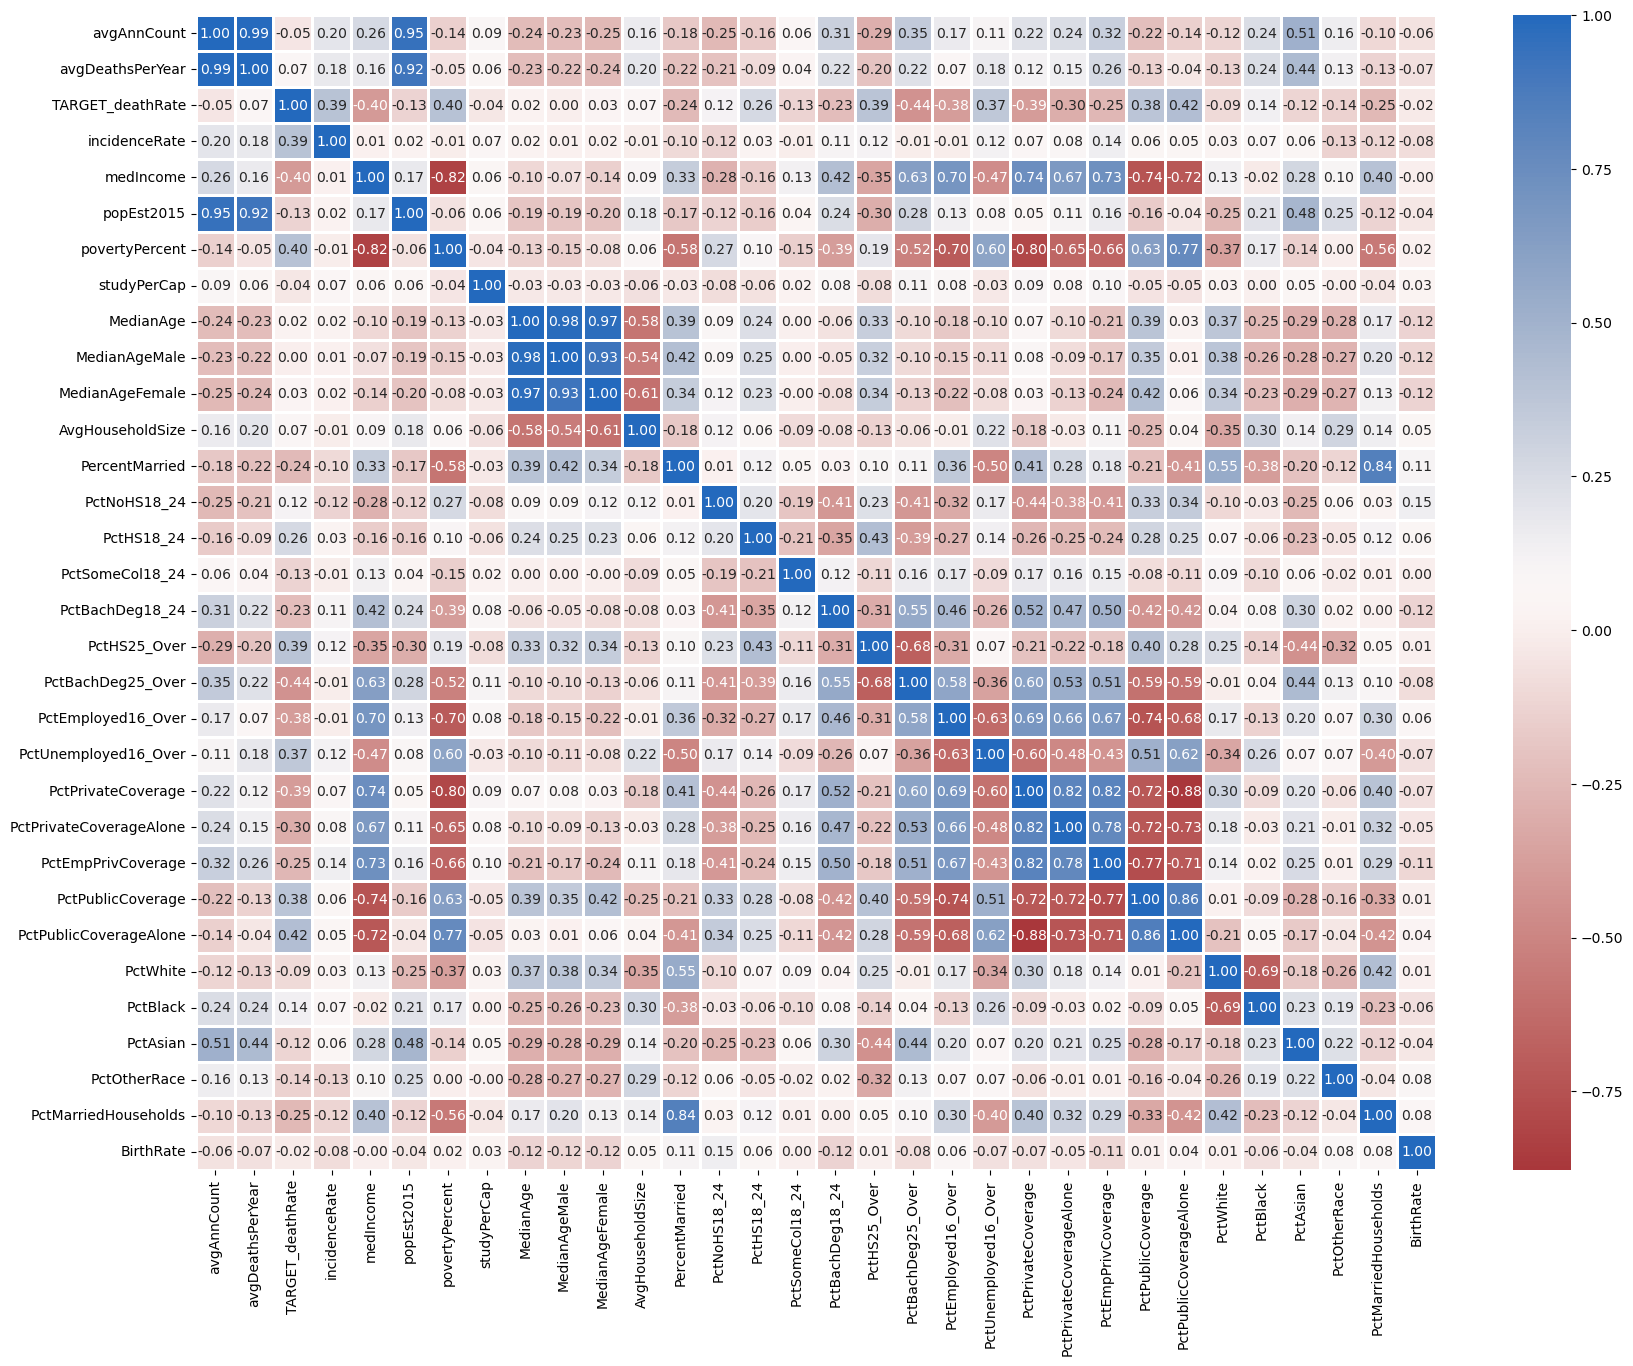 avgAnnCount 1.00 0.99 -0.05 0.20 0.26 0.95 -0.14 0.09 -0.24 -0.23 -0.25 0.16 -0.18 -0.25 -0.16 0.06 0.31 -0.29 0.35 0.17 0.11 0.22 0.24 0.32 -0.22 -0.14 -0.12 0.24 0.51 0.16 -0.10 -0.06 1.00
avgDeathsPerYear 0.99 1.00 0.07 0.18 0.16 0.92 -0.05 0.06 -0.23 -0.22 -0.24 0.20 -0.22 -0.21 -0.09 0.04 0.22 -0.20 0.22 0.07 0.18 0.12 0.15 0.26 -0.13 -0.04 -0.13 0.24 0.44 0.13 -0.13 -0.07
TARGET_deathRate -0.05 0.07 1.00 0.39 -0.40 -0.13 0.40 -0.04 0.02 0.00 0.03 0.07 -0.24 0.12 0.26 -0.13 -0.23 0.39 -0.44 -0.38 0.37 -0.39 -0.30 -0.25 0.38 0.42 -0.09 0.14 -0.12 -0.14 -0.25 -0.02
incidenceRate 0.20 0.18 0.39 1.00 0.01 0.02 -0.01 0.07 0.02 0.01 0.02 -0.01 -0.10 -0.12 0.03 -0.01 0.11 0.12 -0.01 -0.01 0.12 0.07 0.08 0.14 0.06 0.05 0.03 0.07 0.06 -0.13 -0.12 -0.08
medIncome 0.26 0.16 -0.40 0.01 1.00 0.17 -0.82 0.06 -0.10 -0.07 -0.14 0.09 0.33 -0.28 -0.16 0.13 0.42 -0.35 0.63 0.70 -0.47 0.74 0.67 0.73 -0.74 -0.72 0.13 -0.02 0.28 0.10 0.40 -0.00 0.75
popEst2015 0.95 0.92 -0.13 0.02 0.17 1.00 -0.06 0.06 -0.19 -0.19 -0.20 0.18 -0.17 -0.12 -0.16 0.04 0.24 -0.30 0.28 0.13 0.08 0.05 0.11 0.16 -0.16 -0.04 -0.25 0.21 0.48 0.25 -0.12 -0.04
povertyPercent -0.14 -0.05 0.40 -0.01 -0.82 -0.06 1.00 -0.04 -0.13 -0.15 -0.08 0.06 -0.58 0.27 0.10 -0.15 -0.39 0.19 -0.52 -0.70 0.60 -0.80 -0.65 -0.66 0.63 0.77 -0.37 0.17 -0.14 0.00 -0.56 0.02
studyPerCap 0.09 0.06 -0.04 0.07 0.06 0.06 -0.04 1.00 -0.03 -0.03 -0.03 -0.06 -0.03 -0.08 -0.06 0.02 0.08 -0.08 0.11 0.08 -0.03 0.09 0.08 0.10 -0.05 -0.05 0.03 0.00 0.05 -0.00 -0.04 0.03
MedianAge -0.24 -0.23 0.02 0.02 -0.10 -0.19 -0.13 -0.03 1.00 0.98 0.97 -0.58 0.39 0.09 0.24 0.00 -0.06 0.33 -0.10 -0.18 -0.10 0.07 -0.10 -0.21 0.39 0.03 0.37 -0.25 -0.29 -0.28 0.17 -0.12 0.50
MedianAgeMale -0.23 -0.22 0.00 0.01 -0.07 -0.19 -0.15 -0.03 0.98 1.00 0.93 -0.54 0.42 0.09 0.25 0.00 -0.05 0.32 -0.10 -0.15 -0.11 0.08 -0.09 -0.17 0.35 0.01 0.38 -0.26 -0.28 -0.27 0.20 -0.12
MedianAgeFemale -0.25 -0.24 0.03 0.02 -0.14 -0.20 -0.08 -0.03 0.97 0.93 1.00 -0.61 0.34 0.12 0.23 -0.00 -0.08 0.34 -0.13 -0.22 -0.08 0.03 -0.13 -0.24 0.42 0.06 0.34 -0.23 -0.29 -0.27 0.13 -0.12
AvgHouseholdSize 0.16 0.20 0.07 -0.01 0.09 0.18 0.06 -0.06 -0.58 -0.54 -0.61 1.00 -0.18 0.12 0.06 -0.09 -0.08 -0.13 -0.06 -0.01 0.22 -0.18 -0.03 0.11 -0.25 0.04 -0.35 0.30 0.14 0.29 0.14 0.05
PercentMarried -0.18 -0.22 -0.24 -0.10 0.33 -0.17 -0.58 -0.03 0.39 0.42 0.34 -0.18 1.00 0.01 0.12 0.05 0.03 0.10 0.11 0.36 -0.50 0.41 0.28 0.18 -0.21 -0.41 0.55 -0.38 -0.20 -0.12 0.84 0.11 0.25
PctNoHS18_24 -0.25 -0.21 0.12 -0.12 -0.28 -0.12 0.27 -0.08 0.09 0.09 0.12 0.12 0.01 1.00 0.20 -0.19 -0.41 0.23 -0.41 -0.32 0.17 -0.44 -0.38 -0.41 0.33 0.34 -0.10 -0.03 -0.25 0.06 0.03 0.15
PctHS18_24 -0.16 -0.09 0.26 0.03 -0.16 -0.16 0.10 -0.06 0.24 0.25 0.23 0.06 0.12 0.20 1.00 -0.21 -0.35 0.43 -0.39 -0.27 0.14 -0.26 -0.25 -0.24 0.28 0.25 0.07 -0.06 -0.23 -0.05 0.12 0.06
PctSomeCol18_24 0.06 0.04 -0.13 -0.01 0.13 0.04 -0.15 0.02 0.00 0.00 -0.00 -0.09 0.05 -0.19 -0.21 1.00 0.12 -0.11 0.16 0.17 -0.09 0.17 0.16 0.15 -0.08 -0.11 0.09 -0.10 0.06 -0.02 0.01 0.00
PctBachDeg18_24 0.31 0.22 -0.23 0.11 0.42 0.24 -0.39 0.08 -0.06 -0.05 -0.08 -0.08 0.03 -0.41 -0.35 0.12 1.00 -0.31 0.55 0.46 -0.26 0.52 0.47 0.50 -0.42 -0.42 0.04 0.08 0.30 0.02 0.00 -0.12 0.00
PctHS25_Over -0.29 -0.20 0.39 0.12 -0.35 -0.30 0.19 -0.08 0.33 0.32 0.34 -0.13 0.10 0.23 0.43 -0.11 -0.31 1.00 -0.68 -0.31 0.07 -0.21 -0.22 -0.18 0.40 0.28 0.25 -0.14 -0.44 -0.32 0.05 0.01
PctBachDeg25_Over 0.35 0.22 -0.44 -0.01 0.63 0.28 -0.52 0.11 -0.10 -0.10 -0.13 -0.06 0.11 -0.41 -0.39 0.16 0.55 -0.68 1.00 0.58 -0.36 0.60 0.53 0.51 -0.59 -0.59 -0.01 0.04 0.44 0.13 0.10 -0.08
PctEmployed16_Over 0.17 0.07 -0.38 -0.01 0.70 0.13 -0.70 0.08 -0.18 -0.15 -0.22 -0.01 0.36 -0.32 -0.27 0.17 0.46 -0.31 0.58 1.00 -0.63 0.69 0.66 0.67 -0.74 -0.68 0.17 -0.13 0.20 0.07 0.30 0.06
PctUnemployed16_Over 0.11 0.18 0.37 0.12 -0.47 0.08 0.60 -0.03 -0.10 -0.11 -0.08 0.22 -0.50 0.17 0.14 -0.09 -0.26 0.07 -0.36 -0.63 1.00 -0.60 -0.48 -0.43 0.51 0.62 -0.34 0.26 0.07 0.07 -0.40 -0.07
PctPrivateCoverage 0.22 0.12 -0.39 0.07 0.74 0.05 -0.80 0.09 0.07 0.08 0.03 -0.18 0.41 -0.44 -0.26 0.17 0.52 -0.21 0.60 0.69 -0.60 1.00 0.82 0.82 -0.72 -0.88 0.30 -0.09 0.20 -0.06 0.40 -0.07 −0.25
PctPrivateCoverageAlone 0.24 0.15 -0.30 0.08 0.67 0.11 -0.65 0.08 -0.10 -0.09 -0.13 -0.03 0.28 -0.38 -0.25 0.16 0.47 -0.22 0.53 0.66 -0.48 0.82 1.00 0.78 -0.72 -0.73 0.18 -0.03 0.21 -0.01 0.32 -0.05
PctEmpPrivCoverage 0.32 0.26 -0.25 0.14 0.73 0.16 -0.66 0.10 -0.21 -0.17 -0.24 0.11 0.18 -0.41 -0.24 0.15 0.50 -0.18 0.51 0.67 -0.43 0.82 0.78 1.00 -0.77 -0.71 0.14 0.02 0.25 0.01 0.29 -0.11
PctPublicCoverage -0.22 -0.13 0.38 0.06 -0.74 -0.16 0.63 -0.05 0.39 0.35 0.42 -0.25 -0.21 0.33 0.28 -0.08 -0.42 0.40 -0.59 -0.74 0.51 -0.72 -0.72 -0.77 1.00 0.86 0.01 -0.09 -0.28 -0.16 -0.33 0.01
PctPublicCoverageAlone -0.14 -0.04 0.42 0.05 -0.72 -0.04 0.77 -0.05 0.03 0.01 0.06 0.04 -0.41 0.34 0.25 -0.11 -0.42 0.28 -0.59 -0.68 0.62 -0.88 -0.73 -0.71 0.86 1.00 -0.21 0.05 -0.17 -0.04 -0.42 0.04 −0.50
PctWhite -0.12 -0.13 -0.09 0.03 0.13 -0.25 -0.37 0.03 0.37 0.38 0.34 -0.35 0.55 -0.10 0.07 0.09 0.04 0.25 -0.01 0.17 -0.34 0.30 0.18 0.14 0.01 -0.21 1.00 -0.69 -0.18 -0.26 0.42 0.01
PctBlack 0.24 0.24 0.14 0.07 -0.02 0.21 0.17 0.00 -0.25 -0.26 -0.23 0.30 -0.38 -0.03 -0.06 -0.10 0.08 -0.14 0.04 -0.13 0.26 -0.09 -0.03 0.02 -0.09 0.05 -0.69 1.00 0.23 0.19 -0.23 -0.06
PctAsian 0.51 0.44 -0.12 0.06 0.28 0.48 -0.14 0.05 -0.29 -0.28 -0.29 0.14 -0.20 -0.25 -0.23 0.06 0.30 -0.44 0.44 0.20 0.07 0.20 0.21 0.25 -0.28 -0.17 -0.18 0.23 1.00 0.22 -0.12 -0.04
PctOtherRace 0.16 0.13 -0.14 -0.13 0.10 0.25 0.00 -0.00 -0.28 -0.27 -0.27 0.29 -0.12 0.06 -0.05 -0.02 0.02 -0.32 0.13 0.07 0.07 -0.06 -0.01 0.01 -0.16 -0.04 -0.26 0.19 0.22 1.00 -0.04 0.08 −0.75
PctMarriedHouseholds -0.10 -0.13 -0.25 -0.12 0.40 -0.12 -0.56 -0.04 0.17 0.20 0.13 0.14 0.84 0.03 0.12 0.01 0.00 0.05 0.10 0.30 -0.40 0.40 0.32 0.29 -0.33 -0.42 0.42 -0.23 -0.12 -0.04 1.00 0.08
BirthRate -0.06 -0.07 -0.02 -0.08 -0.00 -0.04 0.02 0.03 -0.12 -0.12 -0.12 0.05 0.11 0.15 0.06 0.00 -0.12 0.01 -0.08 0.06 -0.07 -0.07 -0.05 -0.11 0.01 0.04 0.01 -0.06 -0.04 0.08 0.08 1.00
avgAnnCount
avgDeathsPerYear
TARGET_deathRate
incidenceRate
medIncome
popEst2015
povertyPercent
studyPerCap
MedianAge
MedianAgeMale
MedianAgeFemale
AvgHouseholdSize
PercentMarried
PctNoHS18_24
PctHS18_24
PctSomeCol18_24
PctBachDeg18_24
PctHS25_Over
PctBachDeg25_Over
PctEmployed16_Over
PctUnemployed16_Over
PctPrivateCoverage
PctPrivateCoverageAlone
PctEmpPrivCoverage
PctPublicCoverage
PctPublicCoverageAlone
PctWhite
PctBlack
PctAsian
PctOtherRace
PctMarriedHouseholds
BirthRate